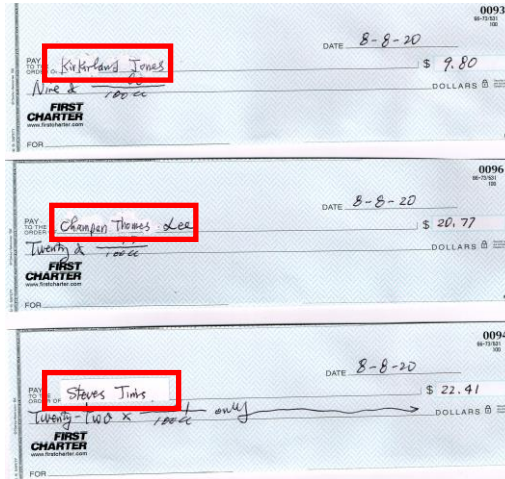 0093
DATE 8-8-20
PAY TO THE ORDER OF Kirkirland Jones $ 9.80
Nine & 100 DOLLARS
FIRST CHARTER
www.firstcharter.com
FOR
0096
DATE 8-8-20
PAY TO THE ORDER Champen Thomes Lee $ 20.77
Twenty & DOLLARS
FIRST CHARTER
www.firstcharter.com
FOR
0094
DATE 8-8-20
PAY TO THE ORDER OF Steves Jims $ 22.41
Twenty-Two x only DOLLARS
FIRST CHARTER
www.firstcharter.com
FOR